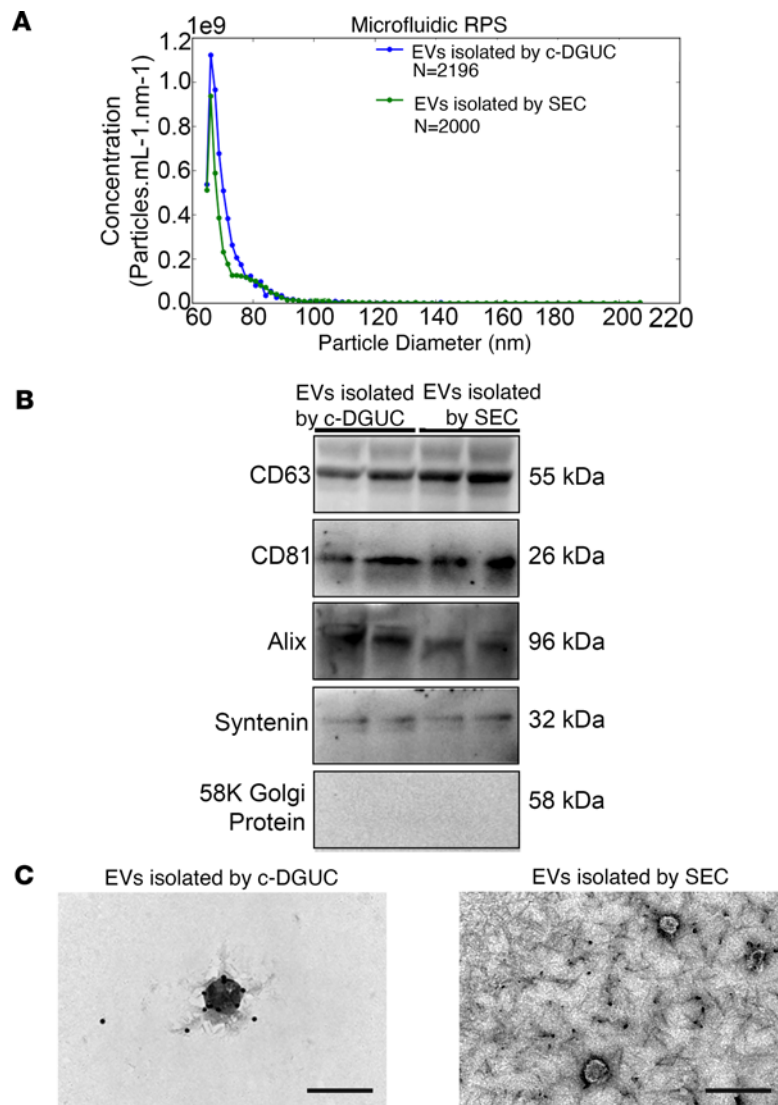 A
Microfluidic RPS
1e9
EVs isolated by c-DGUC
N=2196
EVs isolated by SEC
N=2000
Concentration
(Particles.mL-1.nm-1)
1.2
1.0
0.8
0.6
0.4
0.2
0.0
60 80 100 120 140 160 180 200 220
Particle Diameter (nm)
B
EVs isolated
by c-DGUC
EVs isolated
by SEC
CD63
55 kDa
CD81
26 kDa
Alix
96 kDa
Syntenin
32 kDa
58K Golgi
Protein
58 kDa
C
EVs isolated by c-DGUC
EVs isolated by SEC